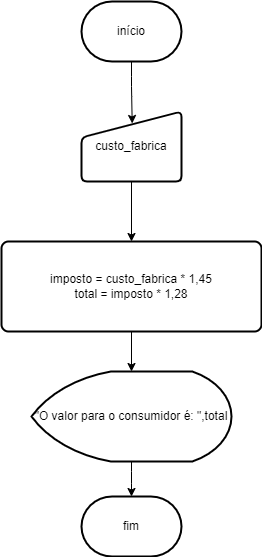 início
custo_fabrica
imposto = custo_fabrica * 1,45
total = imposto * 1,28
"O valor para o consumidor é: ",total
fim